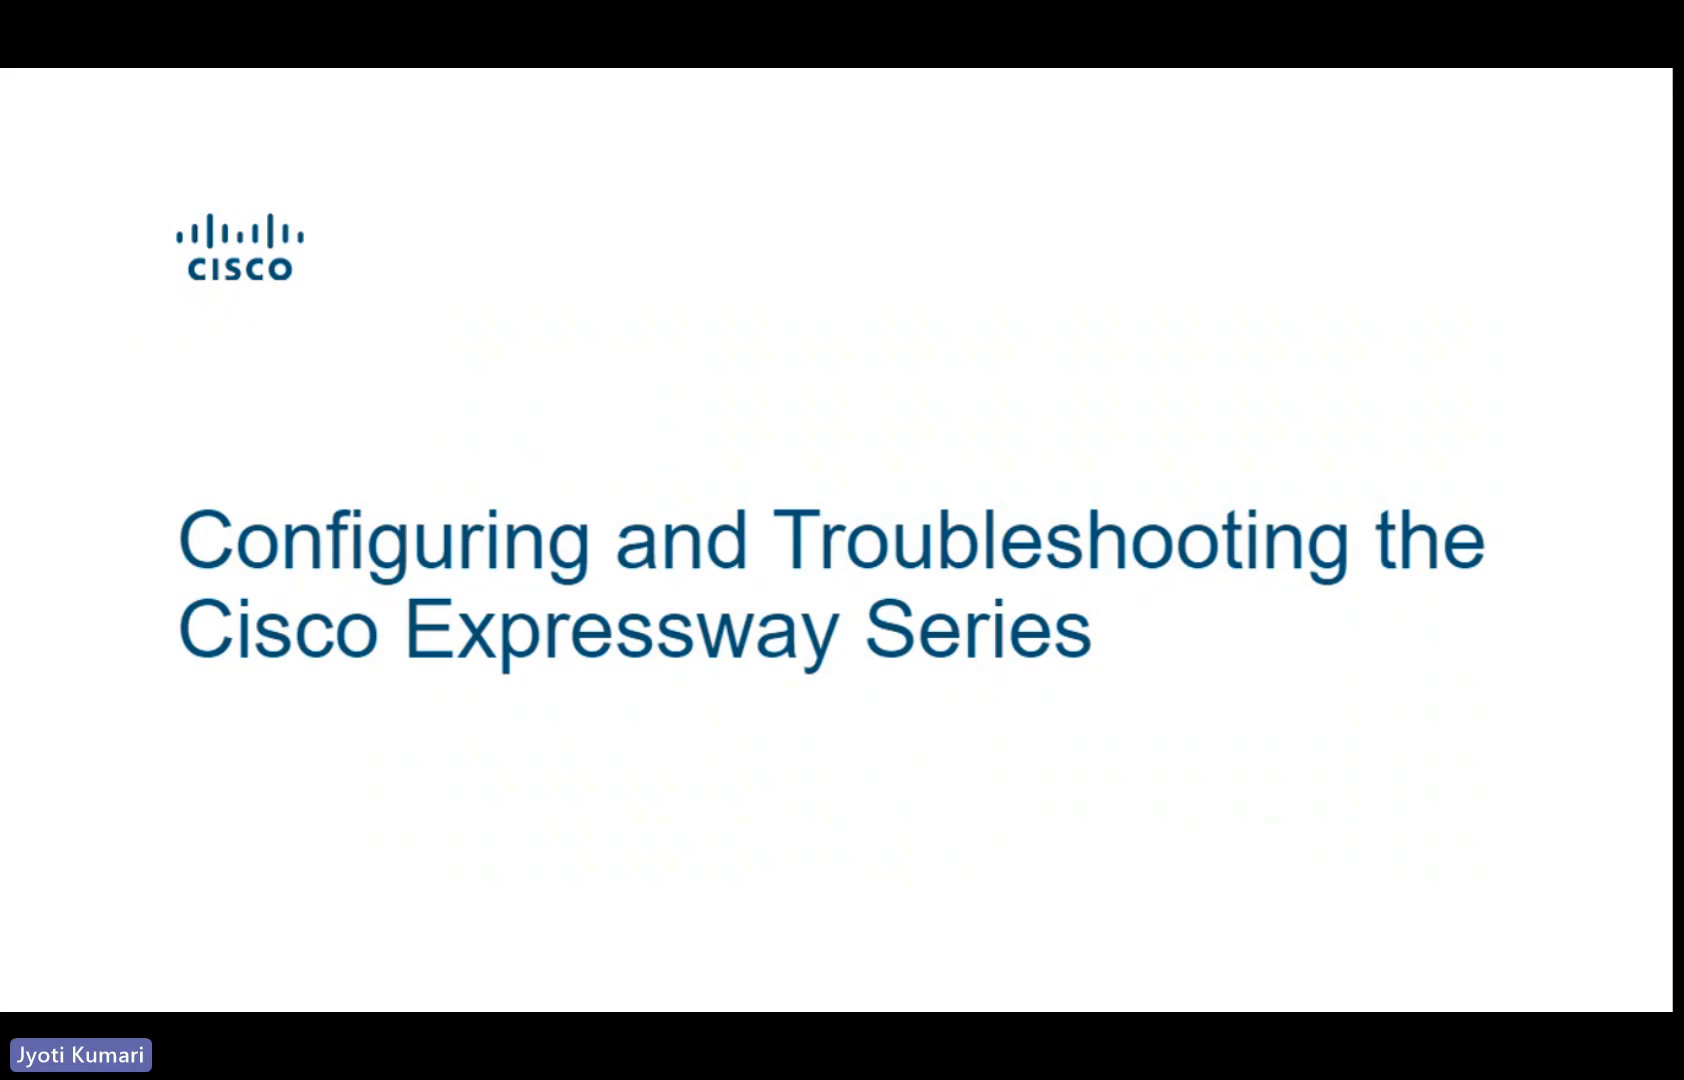 CISCO
Configuring and Troubleshooting the
Cisco Expressway Series
Jyoti Kumari